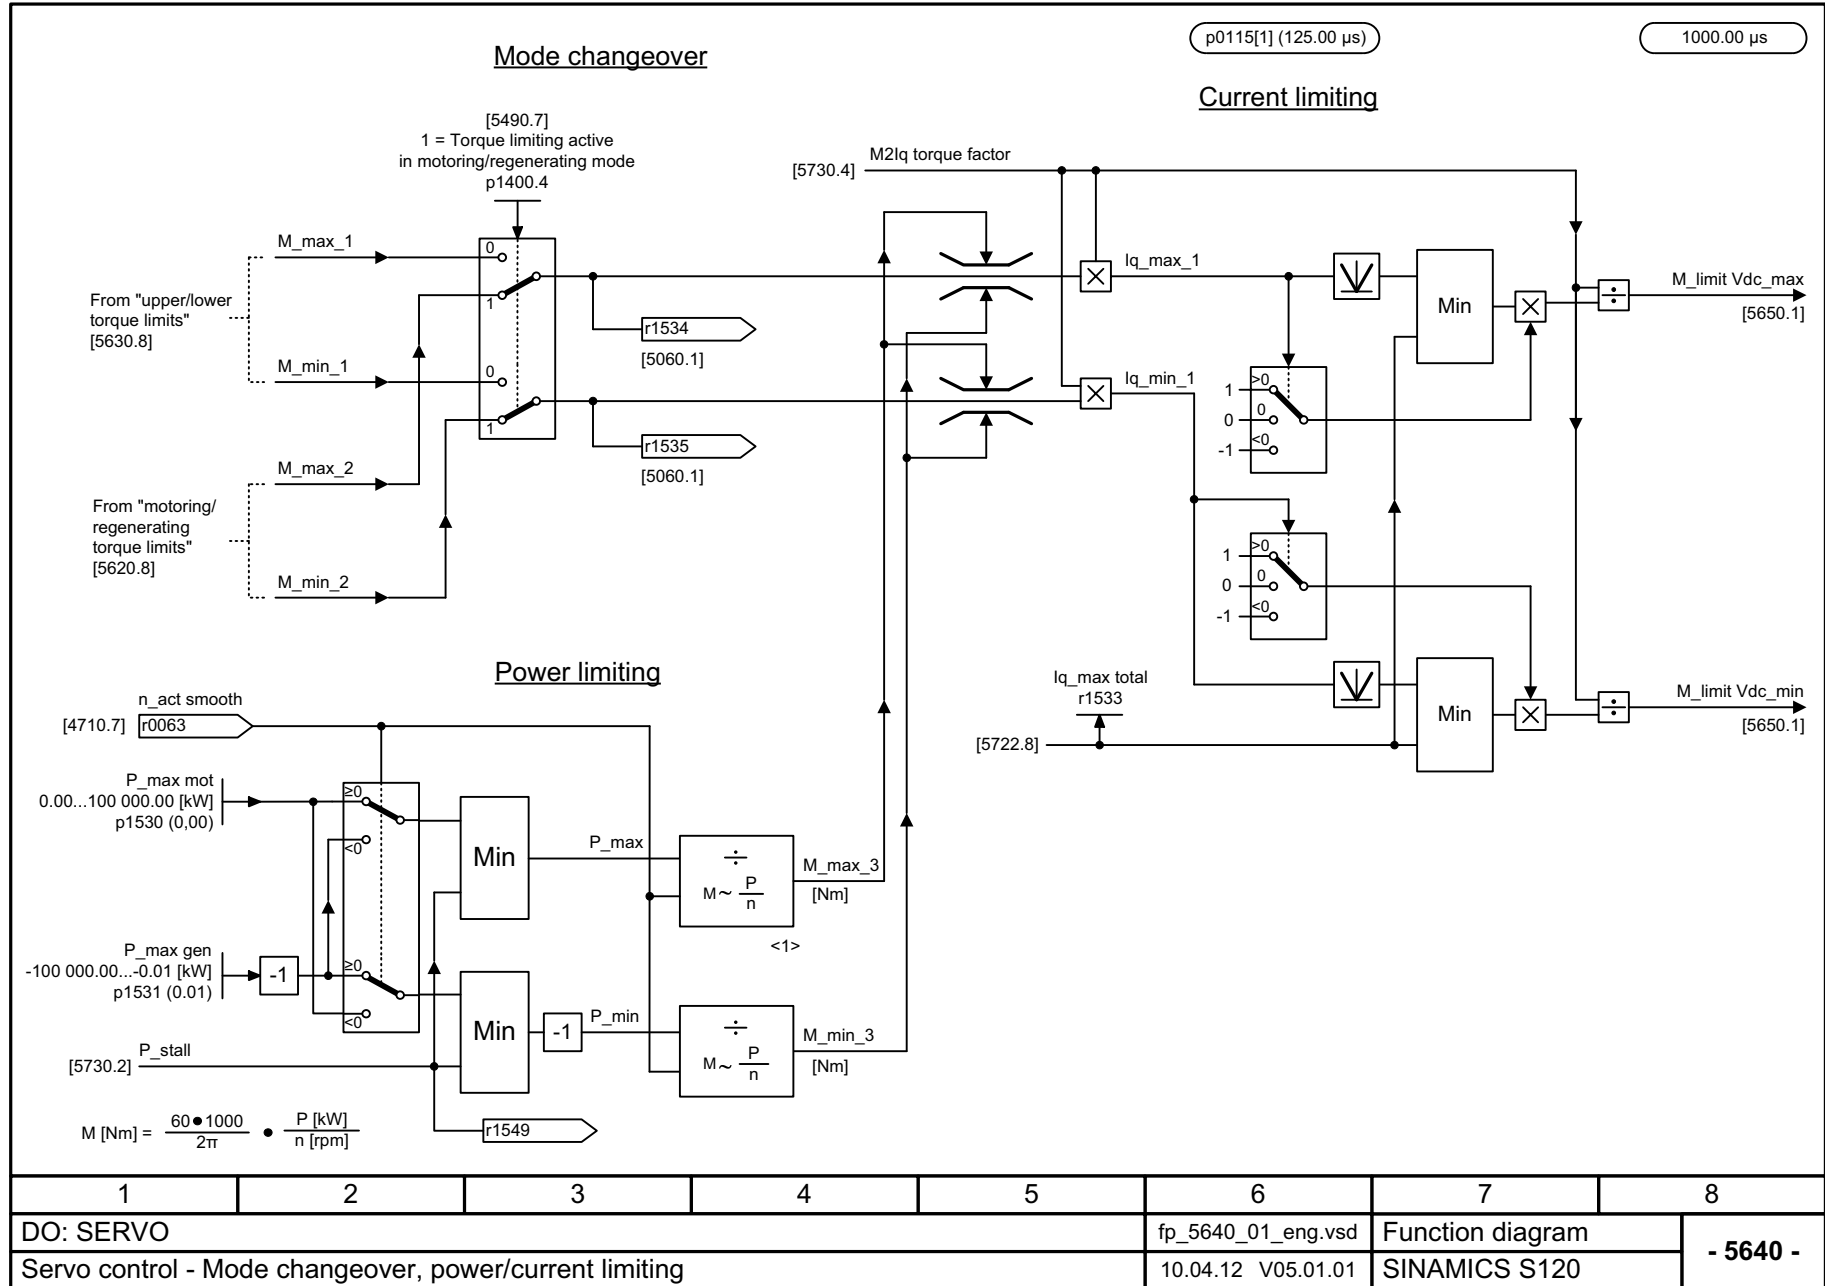 Mode changeover
p0115[1] (125.00 µs)
1000.00 µs
Current limiting
[5490.7]
1 = Torque limiting active
in motoring/regenerating mode
p1400.4
M2Iq torque factor
[5730.4]
M_max_1
0
1
From "upper/lower
torque limits"
[5630.8]
M_min_1
0
1
r1534
[5060.1]
r1535
[5060.1]
M_max_2
From "motoring/
regenerating
torque limits"
[5620.8]
M_min_2
Iq_max_1
Iq_min_1
Min
M_limit Vdc_max
[5650.1]
1 >0
0 0
-1 <0
1 >0
0 0
-1 <0
Iq_max total
r1533
[5722.8]
Min
M_limit Vdc_min
[5650.1]
Power limiting
n_act smooth
[4710.7] r0063
P_max mot
0.00...100 000.00 [kW]
p1530 (0,00)
≥0
<0
Min
P_max
÷
M ~ P
n
M_max_3
[Nm]
<1>
P_max gen
-100 000.00...-0.01 [kW]
p1531 (0.01)
-1
≥0
<0
Min
-1
P_min
÷
M ~ P
n
M_min_3
[Nm]
P_stall
[5730.2]
r1549
M [Nm] = 60●1000 ● P [kW]
2π n [rpm]
1 2 3 4 5 6 7 8
DO: SERVO
fp_5640_01_eng.vsd
Function diagram
- 5640 -
Servo control - Mode changeover, power/current limiting
10.04.12 V05.01.01
SINAMICS S120